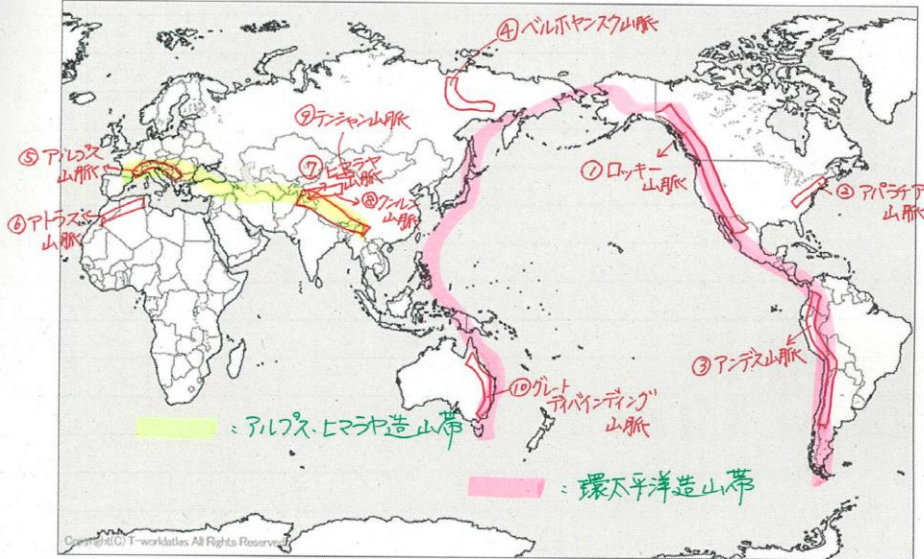 ④ベルホヤンスク山脈
⑨テンシャン山脈
⑤アルプス
山脈
⑦ヒマラヤ
山脈
①ロッキー
山脈
②アパラチア
山脈
⑧クンルン
山脈
⑥アトラス
山脈
③アンデス山脈
⑩グレート
ディバインディング
山脈
:アルプス・ヒマラヤ造山帯
:環太平洋造山帯
Copyright(C) T-worldatlas All Rights Reserved